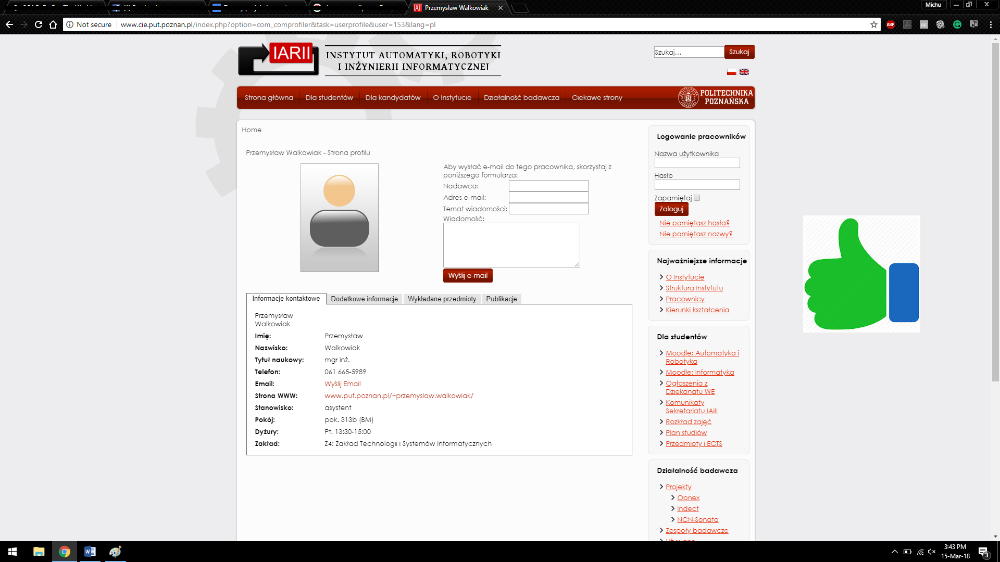 Przemysław Walkowiak
Michu
Not secure
www.cie.put.poznan.pl/index.php?option=com_comprofiler&task=userprofile&user=153&lang=pl
ABP
IARII
INSTYTUT AUTOMATYKI, ROBOTYKI
I INŻYNIERII INFORMATYCZNEJ
Szukaj...
Szukaj
Strona główna
Dla studentów
Dla kandydatów
O Instytucie
Działalność badawcza
Ciekawe strony
POLITECHNIKA
POZNAŃSKA
Home
Przemysław Walkowiak - Strona profilu
Aby wysłać e-mail do tego pracownika, skorzystaj z
poniższego formularza:
Nadawca:
Adres e-mail:
Temat wiadomości:
Wiadomość:
Wyślij e-mail
Informacje kontaktowe
Dodatkowe informacje
Wykładane przedmioty
Publikacje
Przemysław
Walkowiak
Imię: Przemysław
Nazwisko: Walkowiak
Tytuł naukowy: mgr inż.
Telefon: 061 665-5989
Email: Wyślij Email
Strona WWW: www.put.poznan.pl/~przemyslaw.walkowiak/
Stanowisko: asystent
Pokój: pok. 313b (BM)
Dyżury: Pt. 13:30-15:00
Zakład: Z4: Zakład Technologii i Systemów Informatycznych
Logowanie pracowników
Nazwa użytkownika
Hasło
Zapamiętaj
Zaloguj
Nie pamiętasz hasła?
Nie pamiętasz nazwy?
Najważniejsze informacje
O Instytucie
Struktura Instytutu
Pracownicy
Kierunki kształcenia
Dla studentów
Moodle: Automatyka i
Robotyka
Moodle: Informatyka
Ogłoszenia z
Dziekanatu WE
Komunikaty
Sekretariatu IAiII
Rozkład zajęć
Plan studiów
Przedmioty i ECTS
Działalność badawcza
Projekty
Opnex
Indect
NCN-Sonata
Zespoły badawcze
3:43 PM
15-Mar-18
3